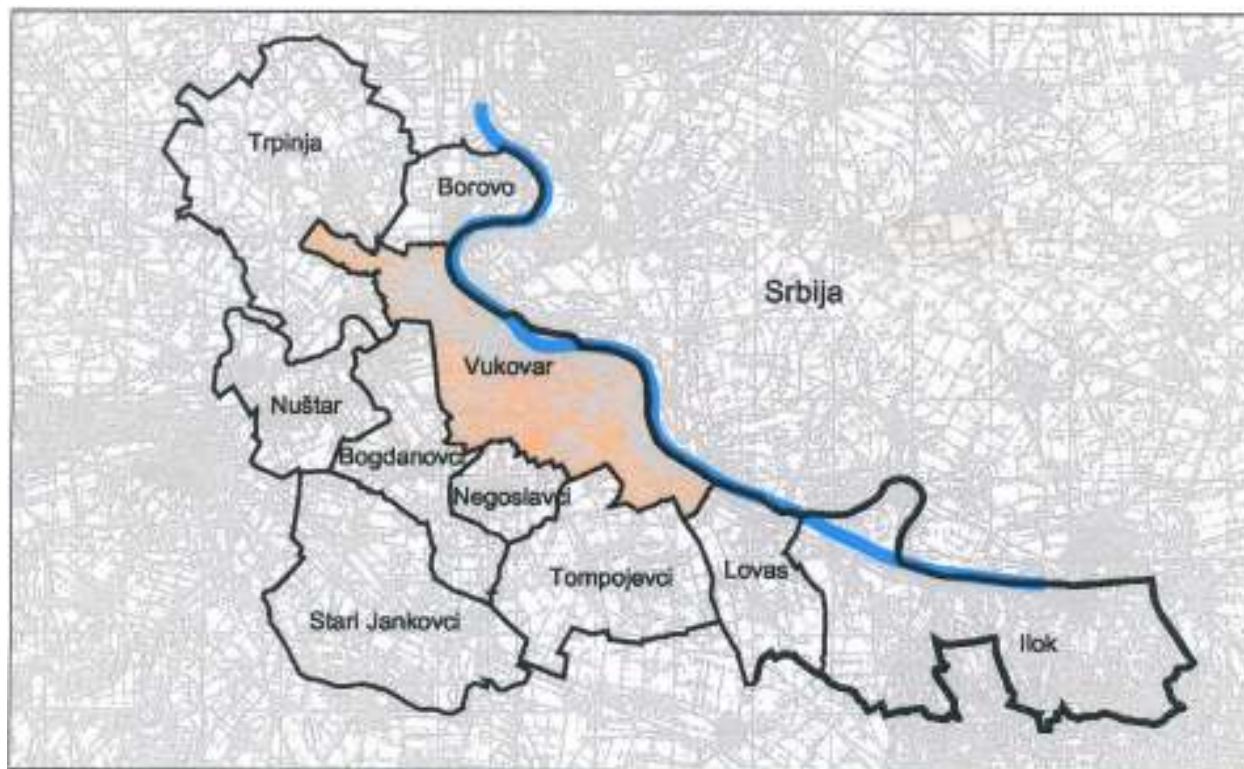 Trpinja
Borovo
Srbija
Vukovar
Nuštar
Bogdanovci
Negoslavci
Tompojevci
Lovas
Stari Jankovci
Ilok